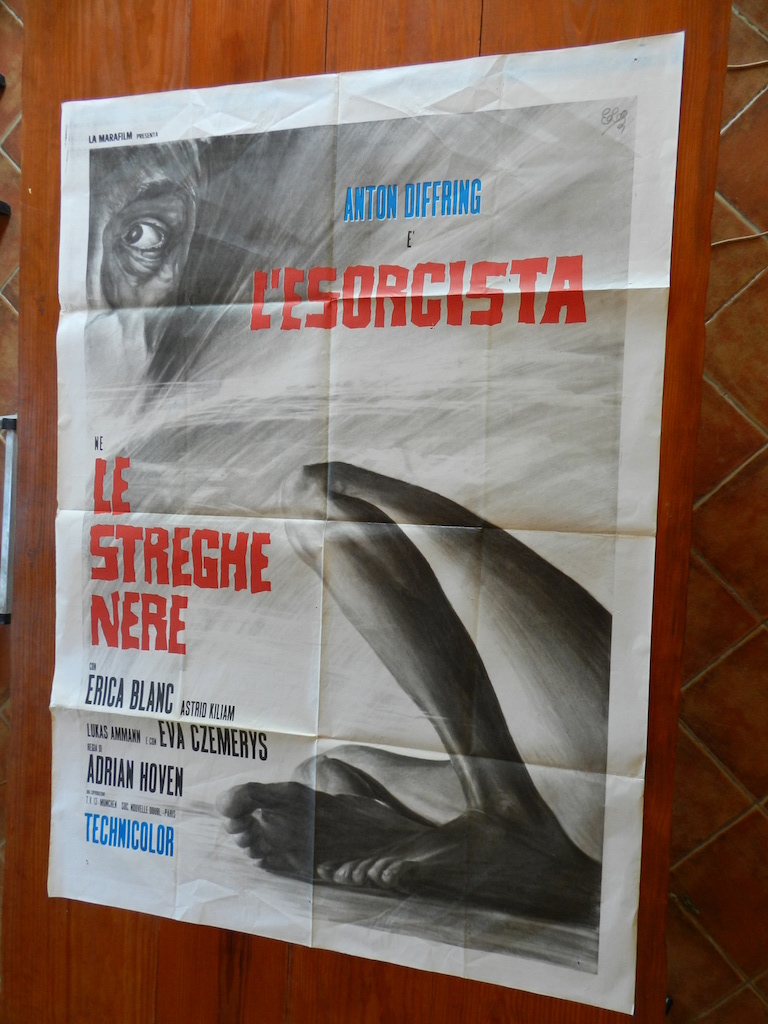 LA MARAFILM PRESENTA
ANTON DIFFRING
E'
L'ESORCISTA
NE
LE
STREGHE
NERE
CON
ERICA BLANC ASTRID KILIAM
LUKAS AMMANN E CON EVA CZEMERYS
REGIA DI
ADRIAN HOVEN
TECHNICOLOR